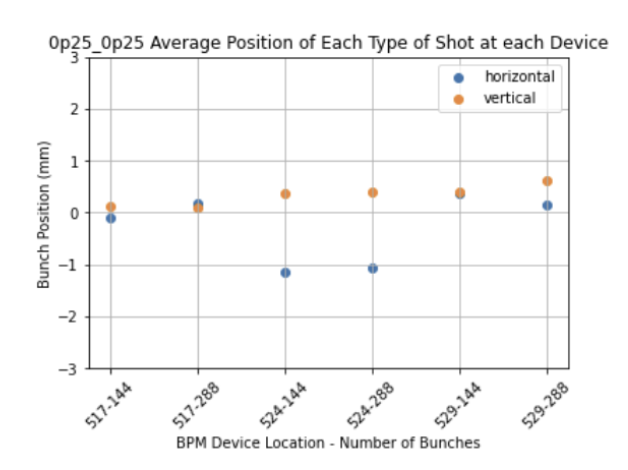 0p25_0p25 Average Position of Each Type of Shot at each Device
3
2
1
0
−1
−2
−3
Bunch Position (mm)
horizontal
vertical
517-144
517-288
524-144
524-288
529-144
529-288
BPM Device Location - Number of Bunches